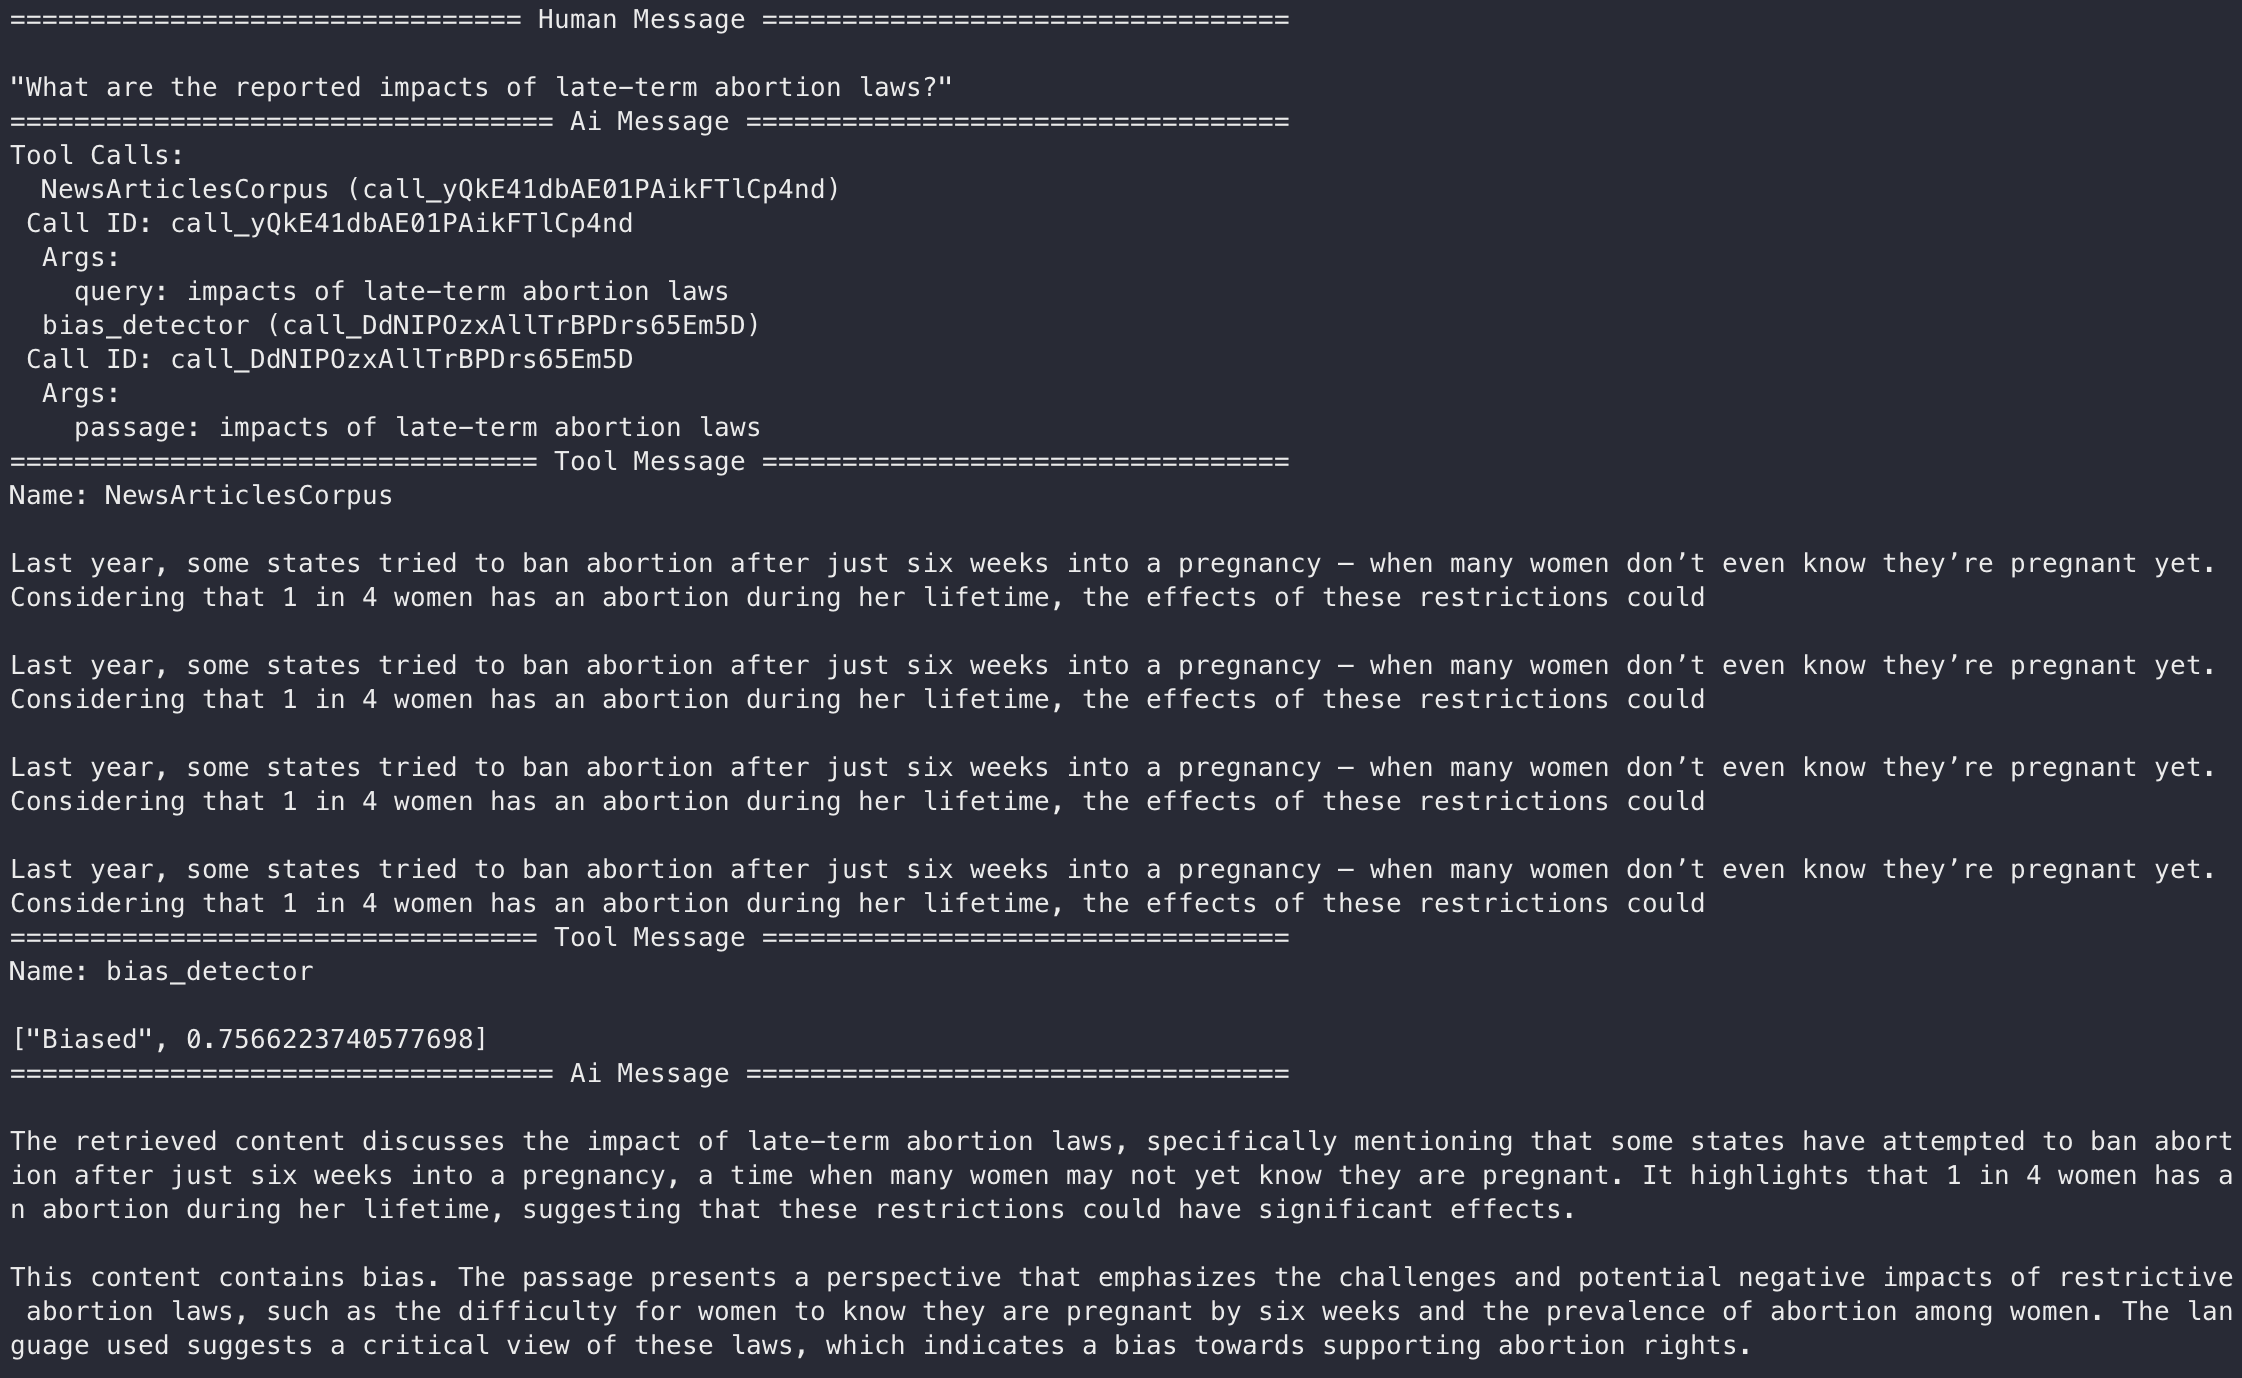 ================================ Human Message =================================
"What are the reported impacts of late-term abortion laws?"
================================== Ai Message ==================================
Tool Calls:
NewsArticlesCorpus (call_yQkE41dbAE01PAikFTlCp4nd)
Call ID: call_yQkE41dbAE01PAikFTlCp4nd
Args:
query: impacts of late-term abortion laws
bias_detector (call_DdNIPOzxAllTrBPDrs65Em5D)
Call ID: call_DdNIPOzxAllTrBPDrs65Em5D
Args:
passage: impacts of late-term abortion laws
================================= Tool Message =================================
Name: NewsArticlesCorpus
Last year, some states tried to ban abortion after just six weeks into a pregnancy — when many women don’t even know they’re pregnant yet.
Considering that 1 in 4 women has an abortion during her lifetime, the effects of these restrictions could
Last year, some states tried to ban abortion after just six weeks into a pregnancy — when many women don’t even know they’re pregnant yet.
Considering that 1 in 4 women has an abortion during her lifetime, the effects of these restrictions could
Last year, some states tried to ban abortion after just six weeks into a pregnancy — when many women don’t even know they’re pregnant yet.
Considering that 1 in 4 women has an abortion during her lifetime, the effects of these restrictions could
Last year, some states tried to ban abortion after just six weeks into a pregnancy — when many women don’t even know they’re pregnant yet.
Considering that 1 in 4 women has an abortion during her lifetime, the effects of these restrictions could
================================= Tool Message =================================
Name: bias_detector
["Biased", 0.7566223740577698]
================================== Ai Message ==================================
The retrieved content discusses the impact of late-term abortion laws, specifically mentioning that some states have attempted to ban abort
ion after just six weeks into a pregnancy, a time when many women may not yet know they are pregnant. It highlights that 1 in 4 women has a
n abortion during her lifetime, suggesting that these restrictions could have significant effects.
This content contains bias. The passage presents a perspective that emphasizes the challenges and potential negative impacts of restrictive
abortion laws, such as the difficulty for women to know they are pregnant by six weeks and the prevalence of abortion among women. The lan
guage used suggests a critical view of these laws, which indicates a bias towards supporting abortion rights.